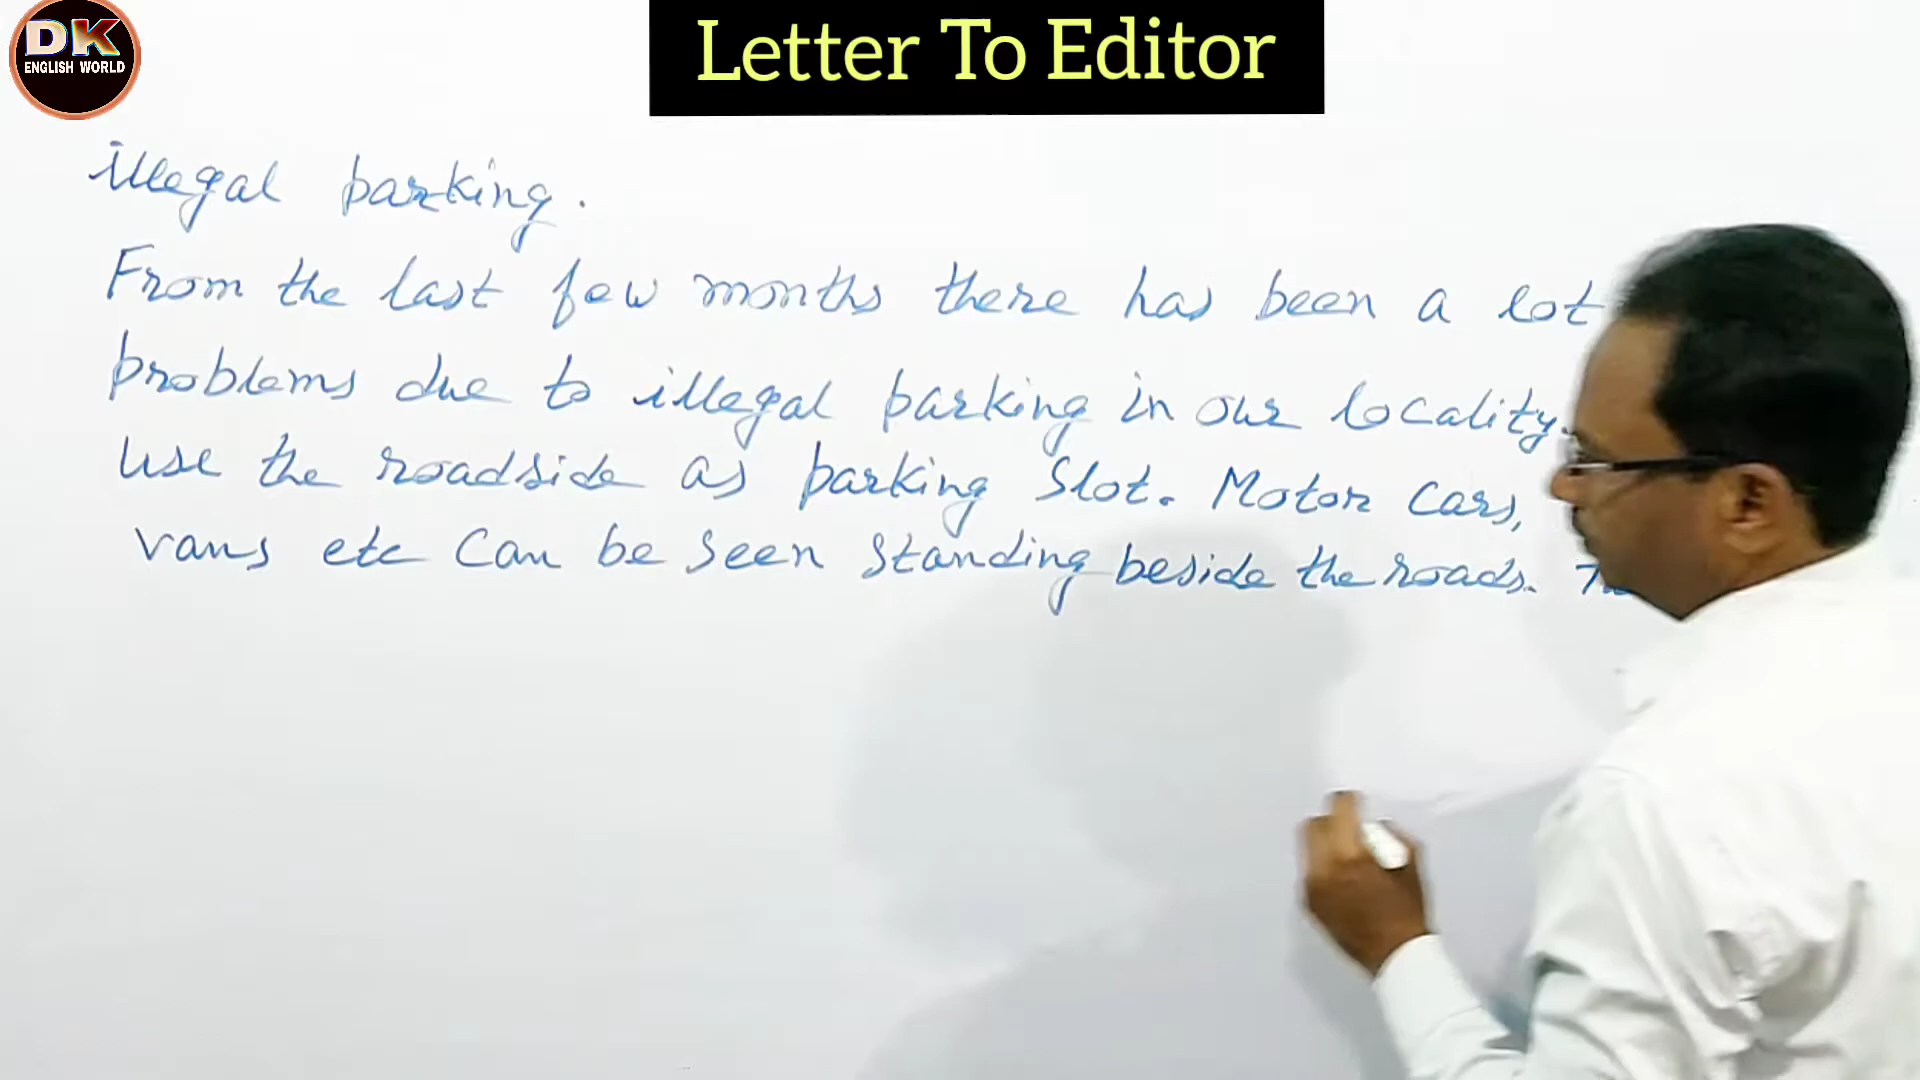 DK
ENGLISH WORLD
Letter To Editor
illegal parking.
From the last few months there has been a lot
problems due to illegal parking in our locality.
use the roadside as parking slot. Motor cars,
vans etc can be seen standing beside the roads.